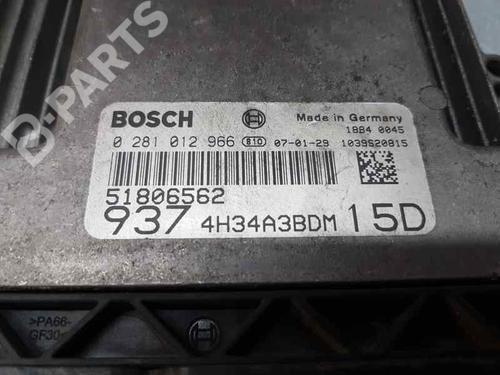 B-PARTS
BOSCH Made in Germany
1BB4 0045
0 281 012 966 B10 07-01-29 1039S20815
51806562
937 4H34A3BDM 15D
>PA66-
GF30<